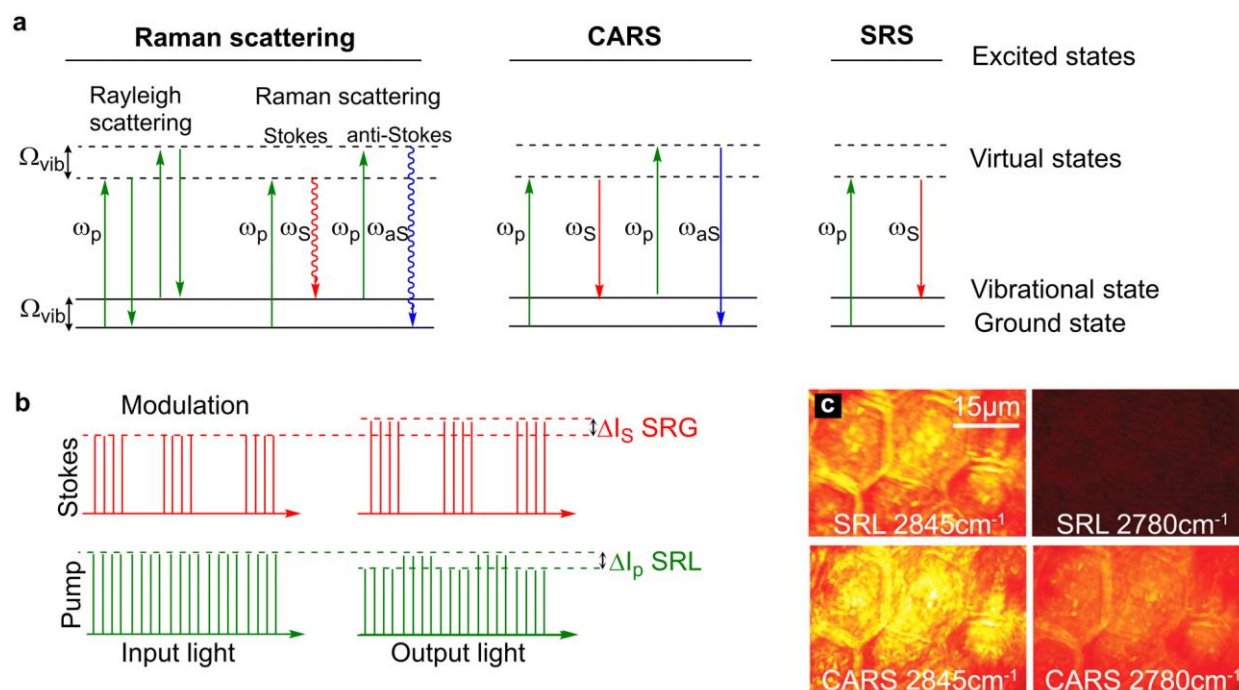 a
Raman scattering
CARS
SRS
Excited states
Rayleigh
scattering
Raman scattering
Stokes
anti-Stokes
Ωvib
Virtual states
ωp
ωp
ωS
ωp
ωaS
ωp
ωS
ωp
ωaS
ωp
ωS
Ωvib
Vibrational state
Ground state
b
Modulation
Stokes
ΔIS SRG
Pump
ΔIp SRL
Input light
Output light
c
15μm
SRL 2845cm-1
SRL 2780cm-1
CARS 2845cm-1
CARS 2780cm-1